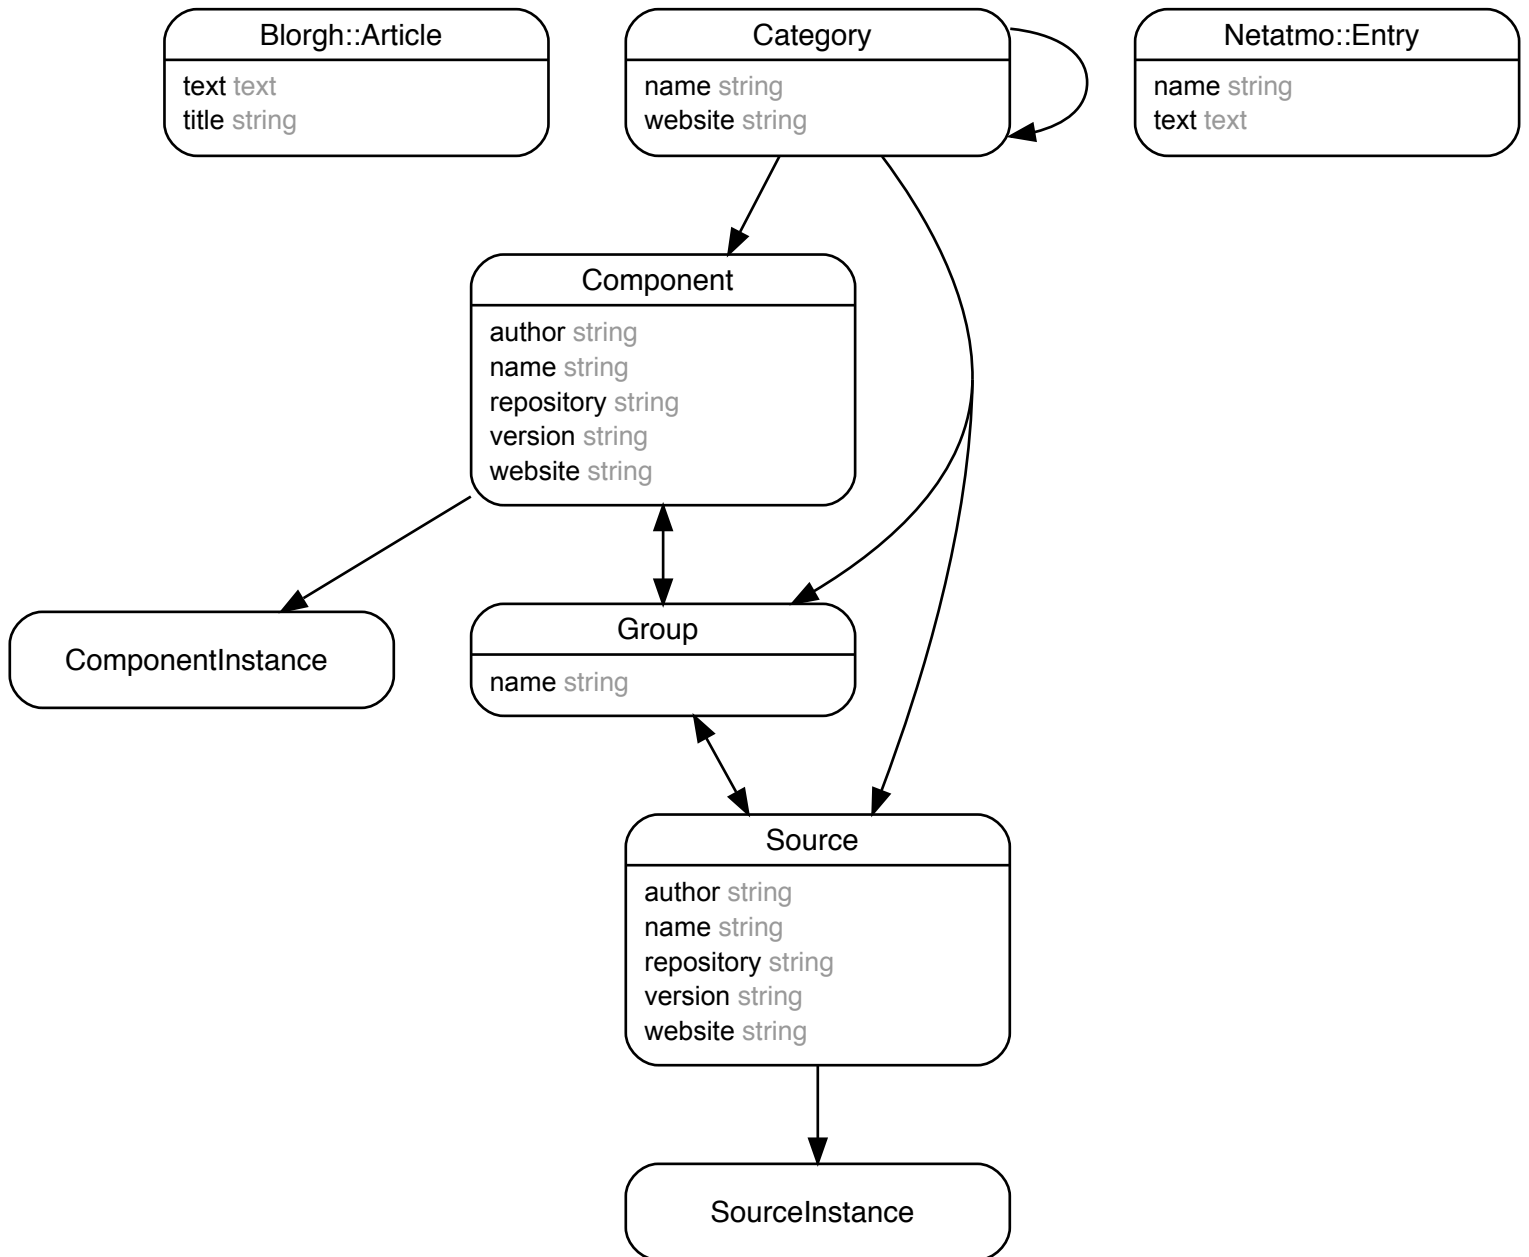 Blorgh::Article
text text
title string
Category
name string
website string
Netatmo::Entry
name string
text text
Component
author string
name string
repository string
version string
website string
ComponentInstance
Group
name string
Source
author string
name string
repository string
version string
website string
SourceInstance